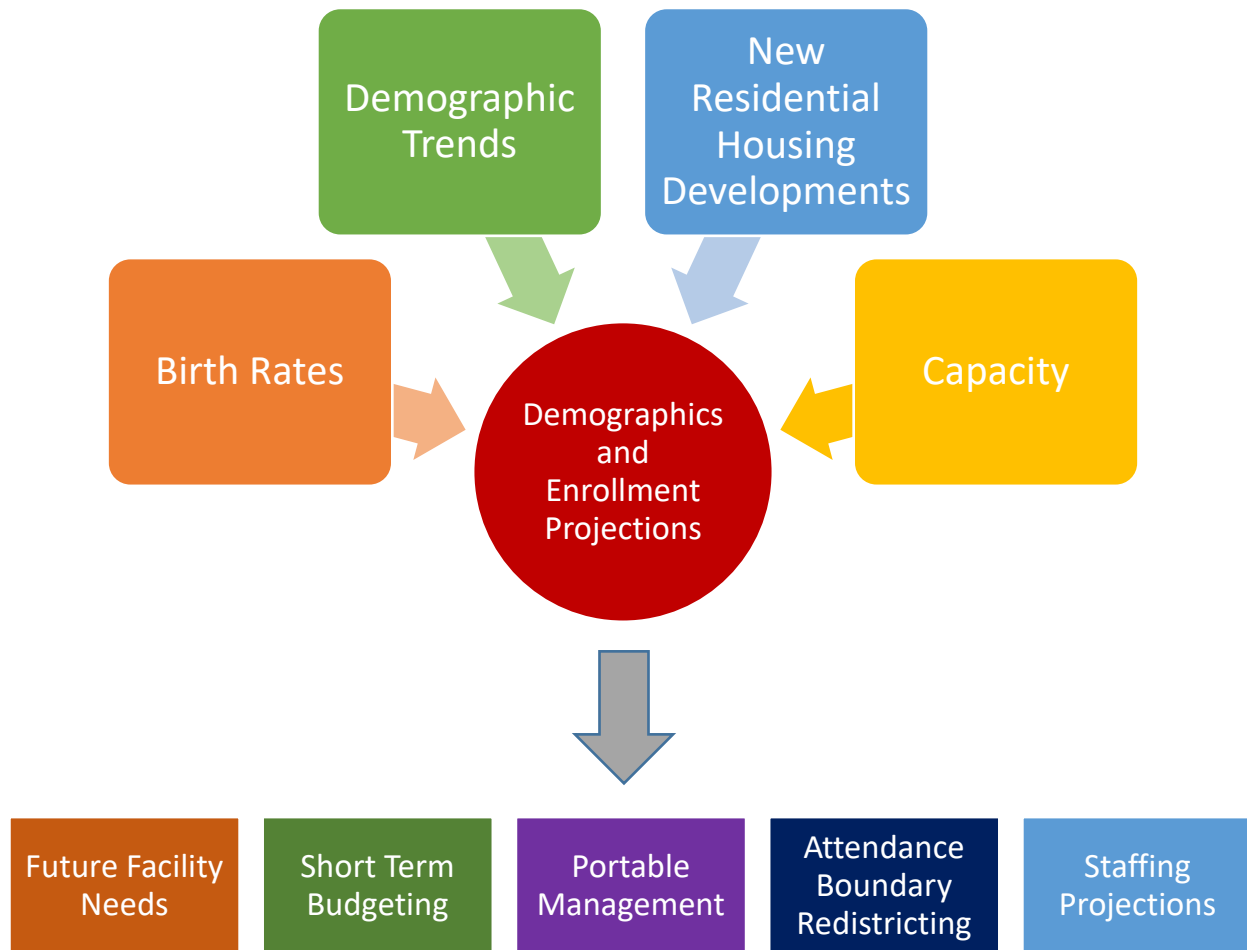 Demographic
Trends
New
Residential
Housing
Developments
Birth Rates
Capacity
Demographics
and
Enrollment
Projections
Future Facility
Needs
Short Term
Budgeting
Portable
Management
Attendance
Boundary
Redistricting
Staffing
Projections